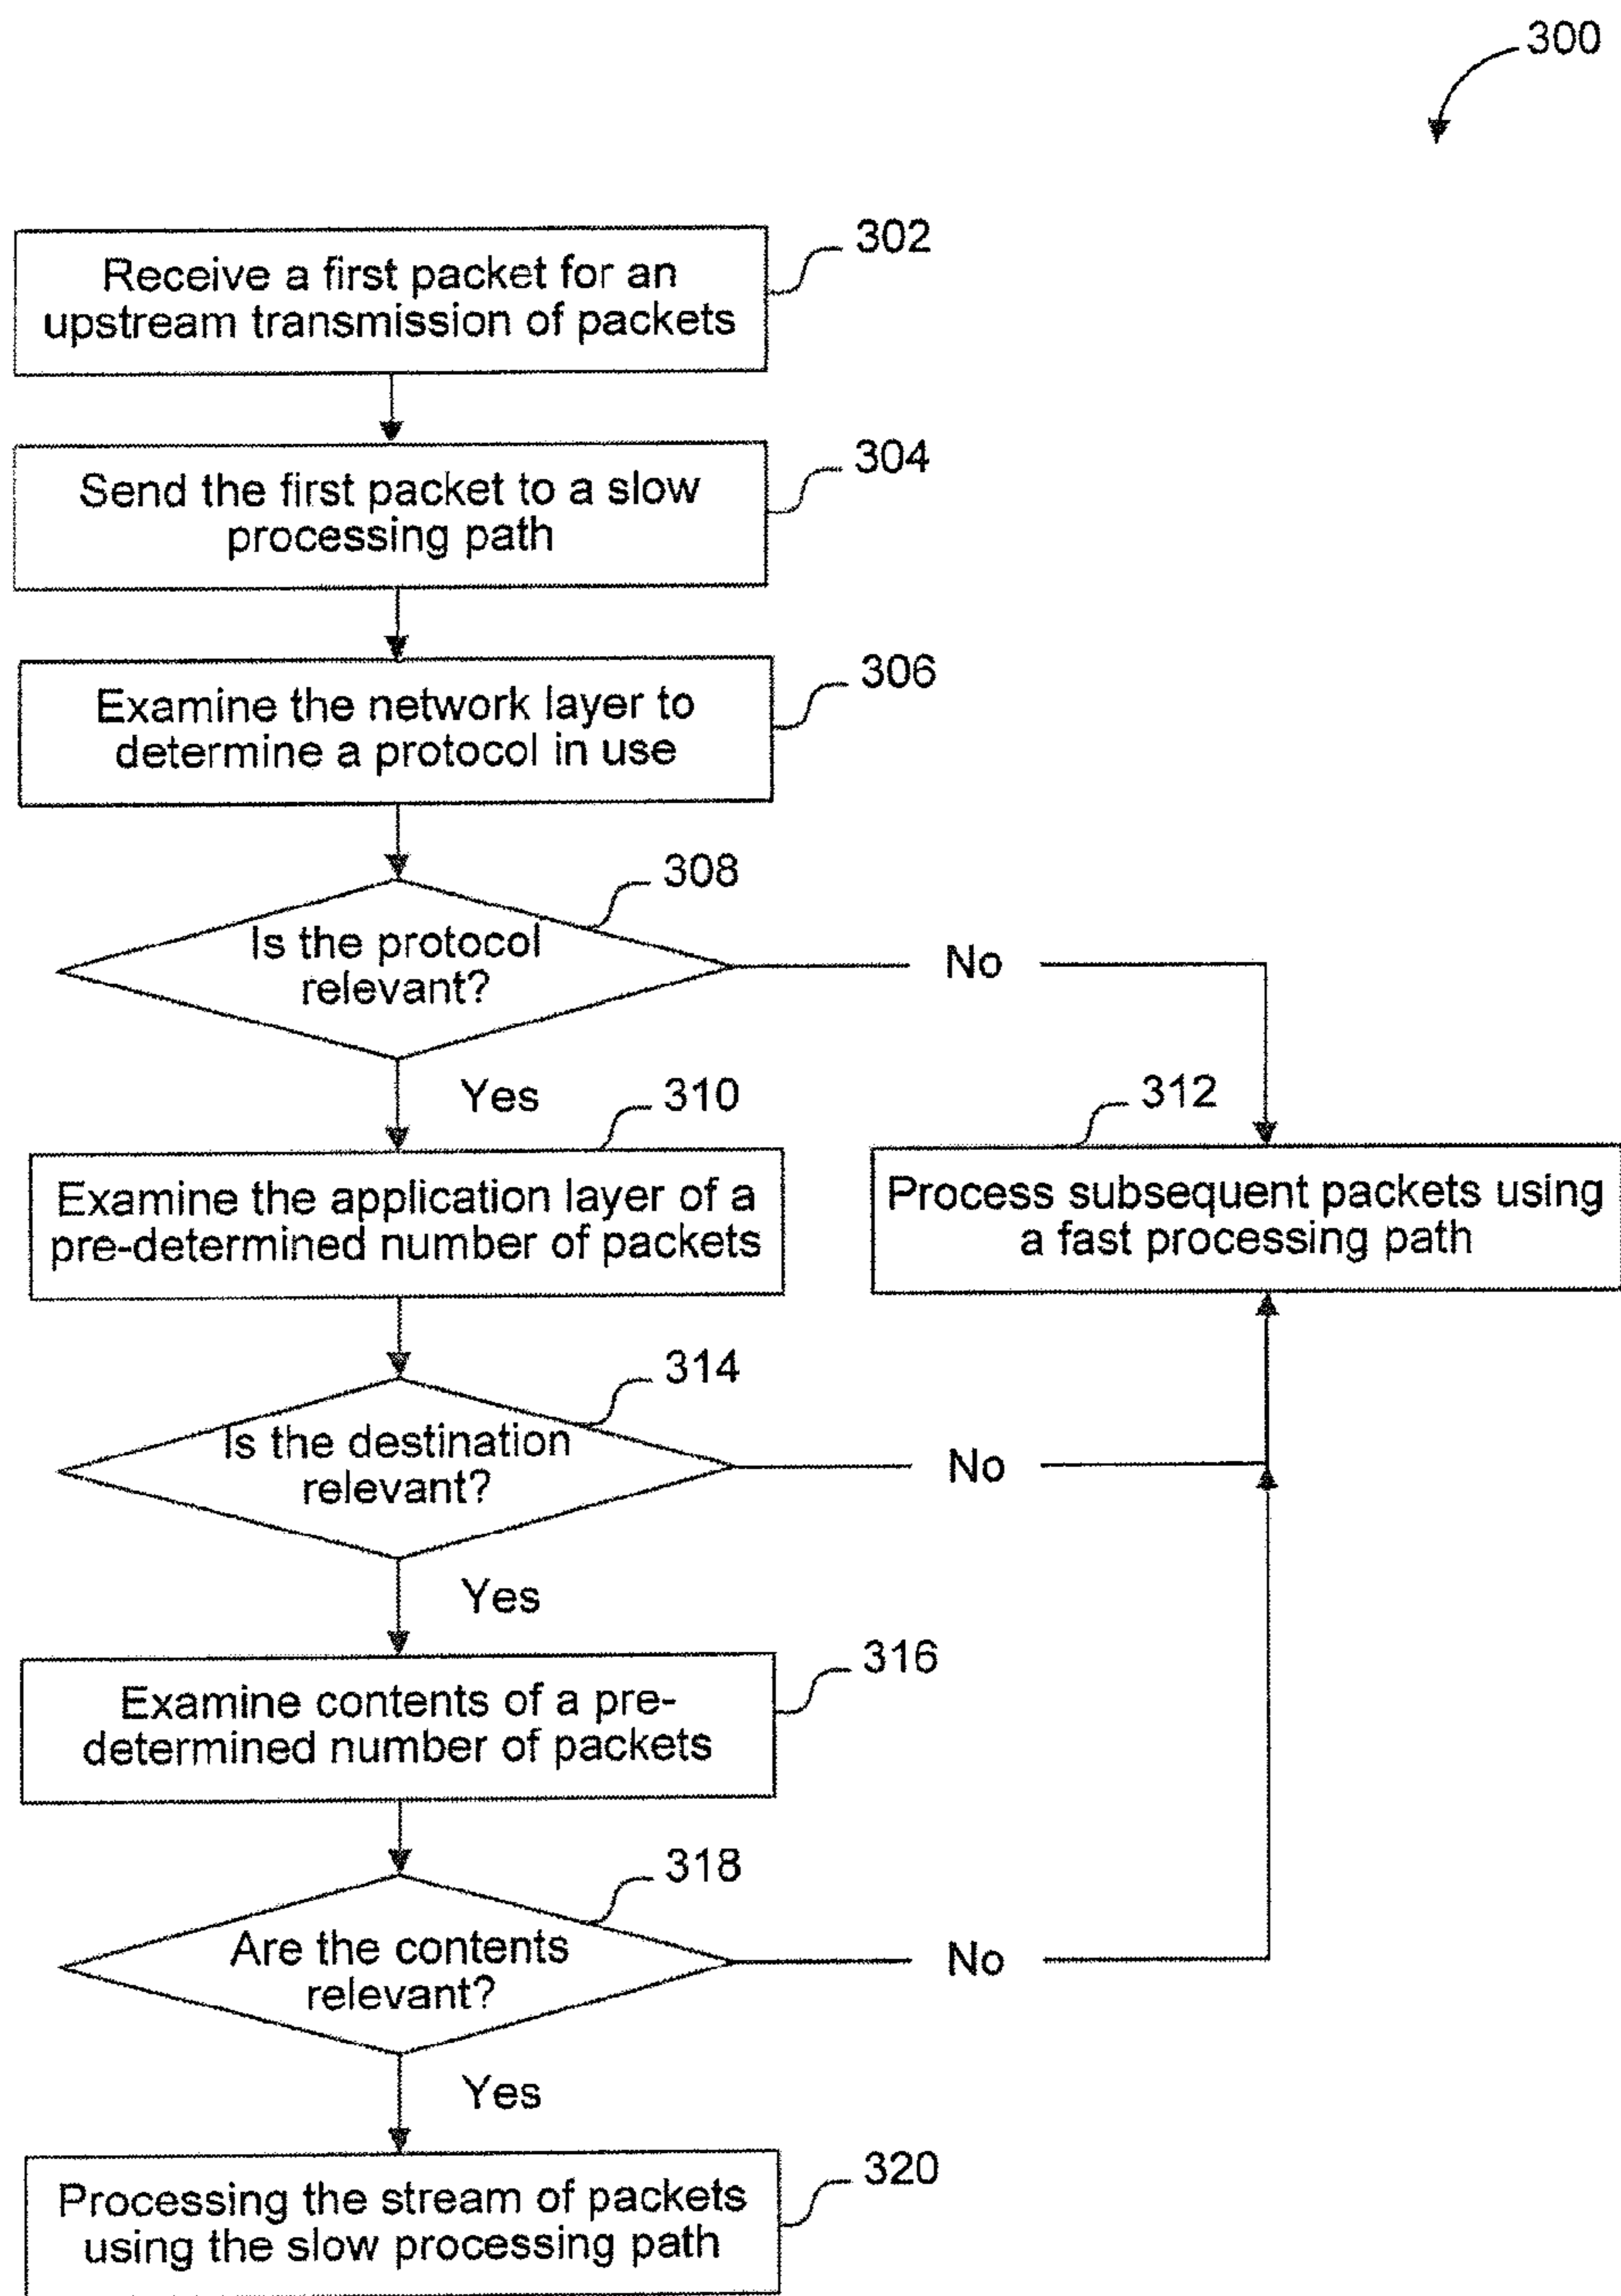 300
302
Receive a first packet for an
upstream transmission of packets
304
Send the first packet to a slow
processing path
306
Examine the network layer to
determine a protocol in use
308
Is the protocol
relevant?
No
Yes
310
312
Examine the application layer of a
pre-determined number of packets
Process subsequent packets using
a fast processing path
314
Is the destination
relevant?
No
Yes
316
Examine contents of a pre-
determined number of packets
318
Are the contents
relevant?
No
Yes
320
Processing the stream of packets
using the slow processing path